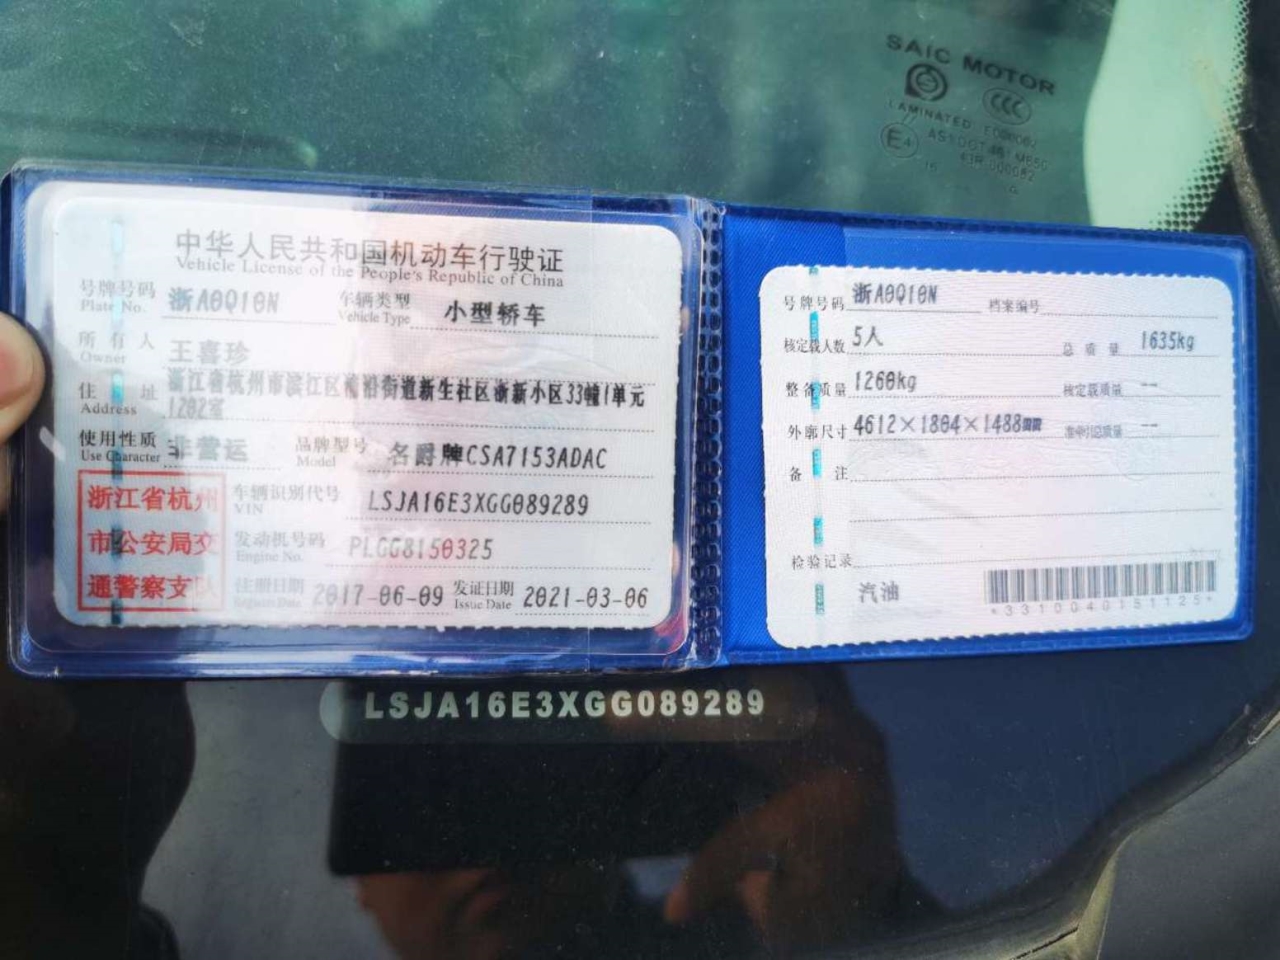 SAIC MOTOR
CCC
LAMINATED E000002
E4
43R-000082
中华人民共和国机动车行驶证
Vehicle License of the People's Republic of China
号牌号码 浙A0Q10N 车辆类型 小型轿车
Plate No. Vehicle Type
所有人 王喜珍
Owner
住址 浙江省杭州市滨江区浦沿街道新生社区浙新小区33幢1单元
Address 1202室
使用性质 非营运 品牌型号 名爵牌CSA7153ADAC
Use Character Model
浙江省杭州
市公安局交
通警察支队
车辆识别代号 LSJA16E3XGG089289
VIN
发动机号码 PLGG8150325
Engine No.
注册日期 2017-06-09 发证日期 2021-03-06
Register Date Issue Date
号牌号码 浙A0Q10N 档案编号
核定载人数 5人 总质量 1635kg
整备质量 1260kg 核定载质量 --
外廓尺寸 4612×1804×1488mm 准牵引总质量 --
备注
检验记录
汽油
*3310040151125*
LSJA16E3XGG089289